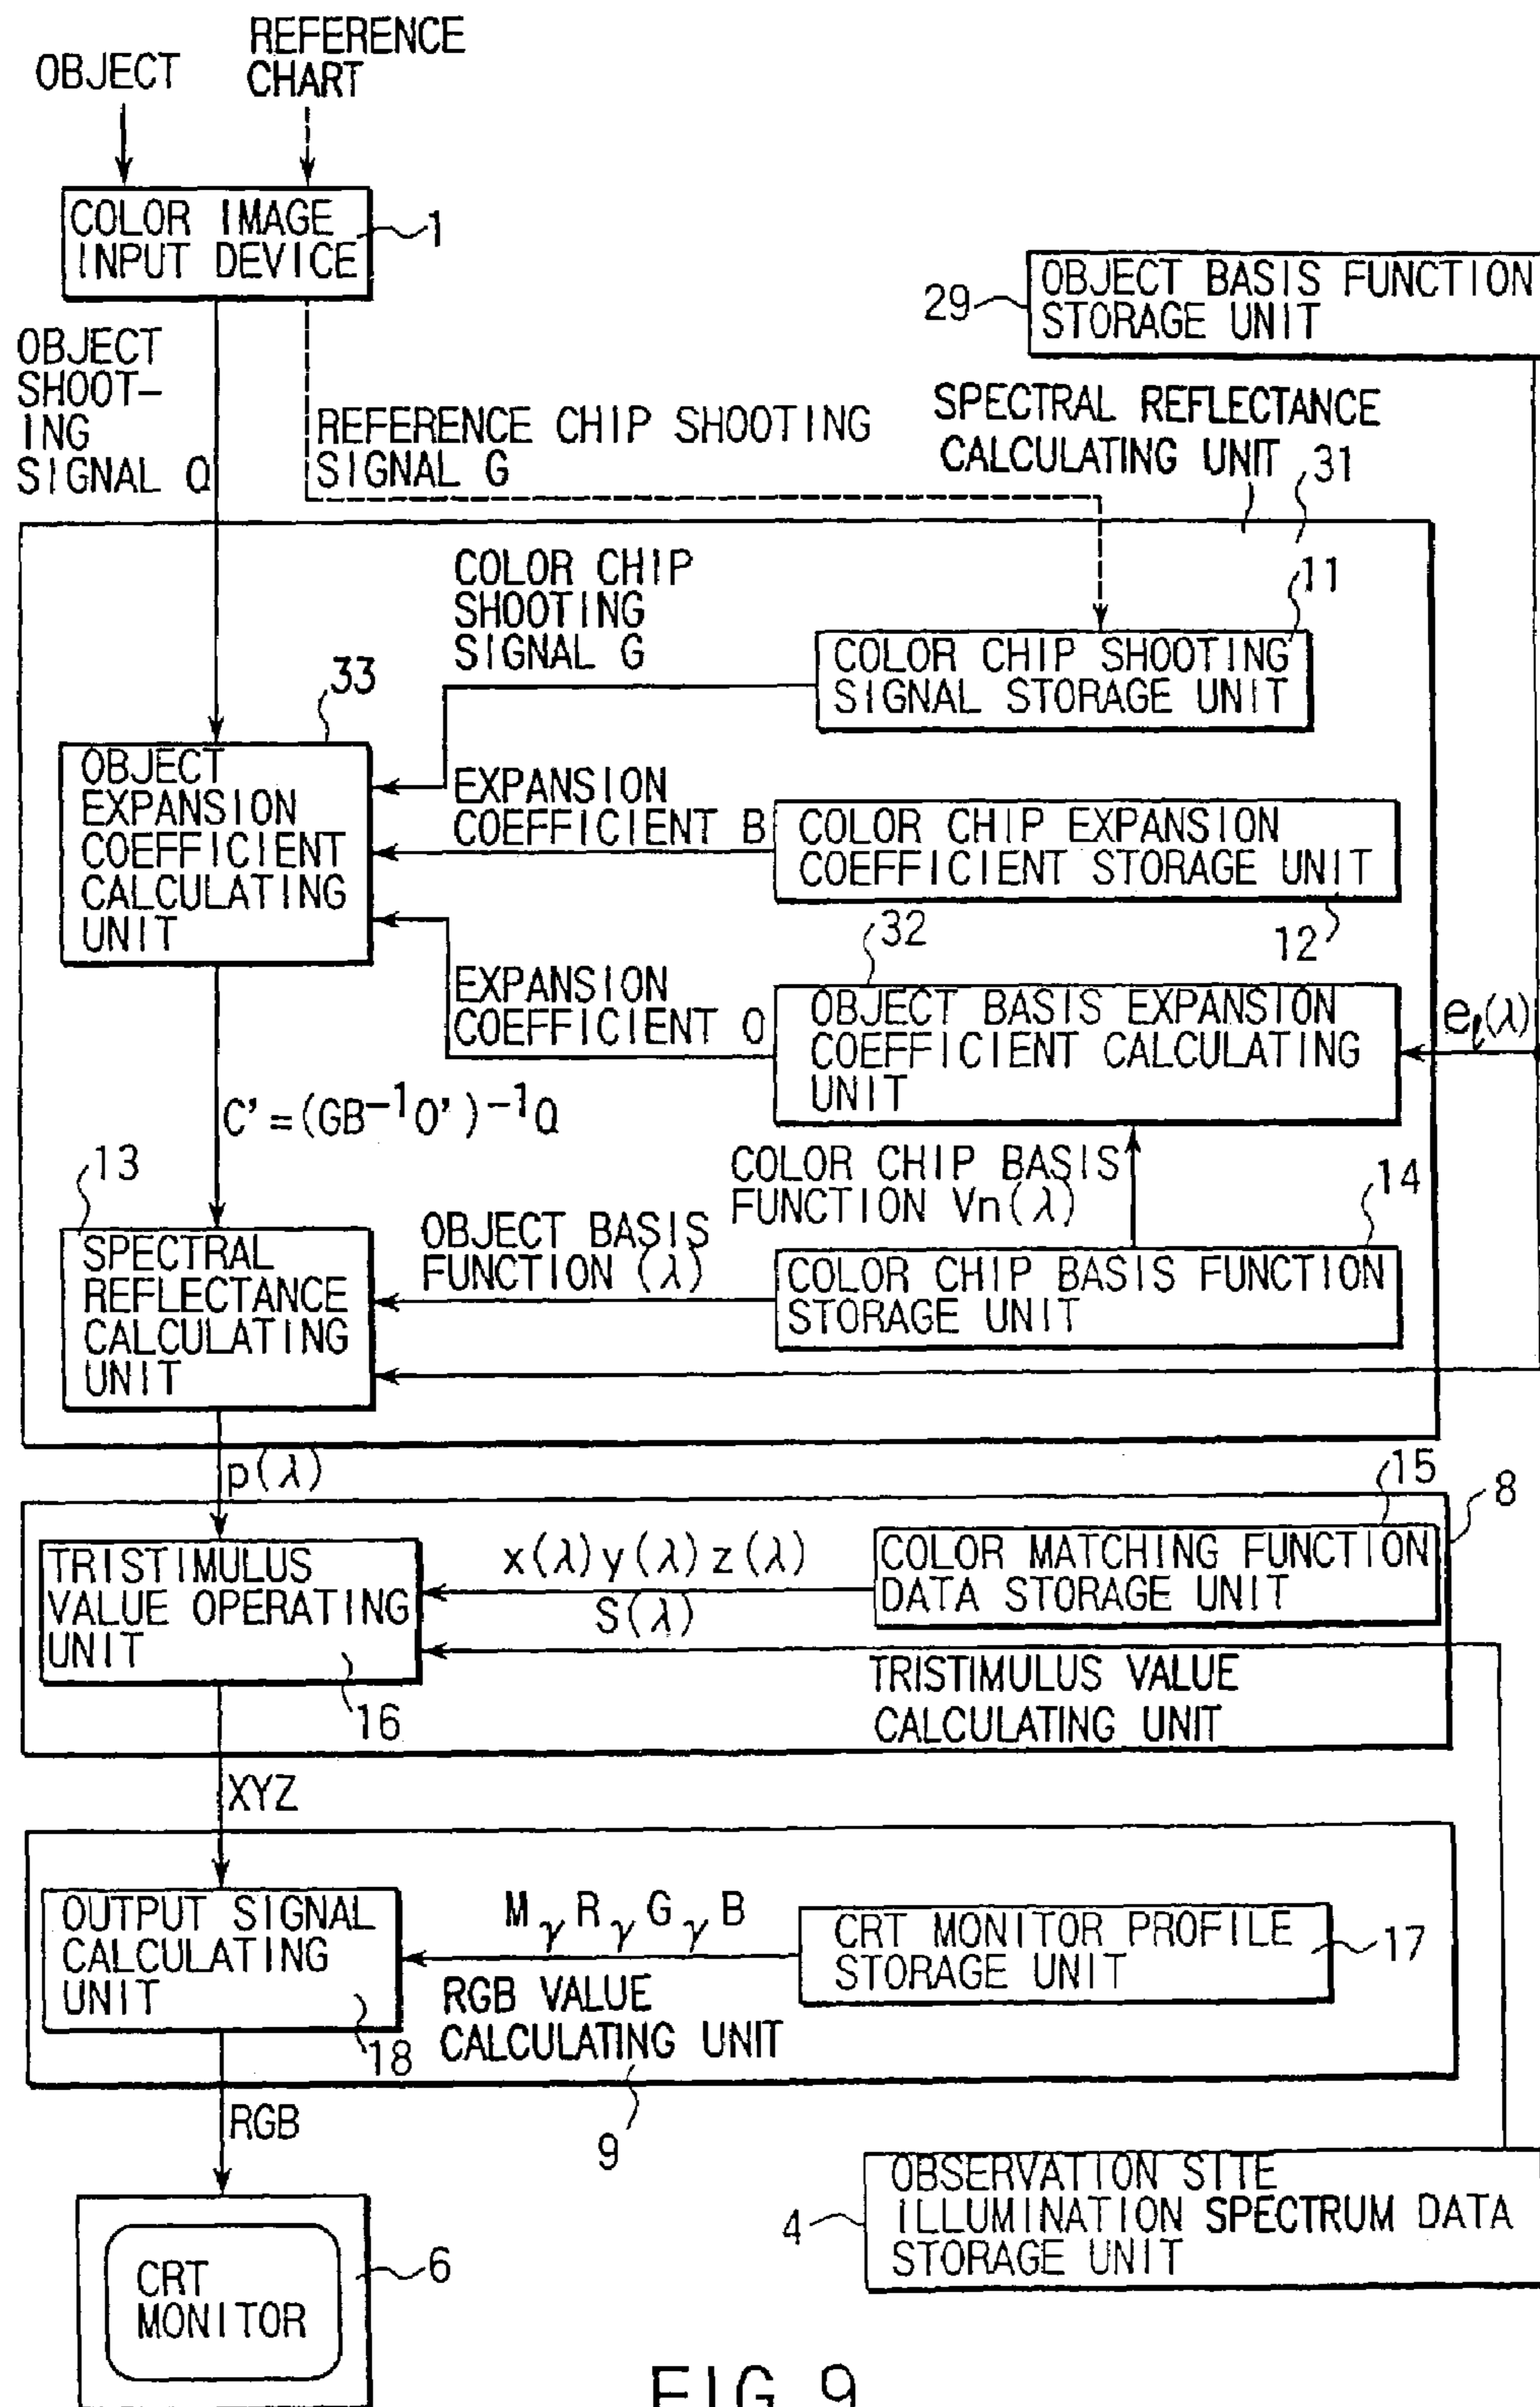 OBJECT
REFERENCE
CHART
COLOR IMAGE
INPUT DEVICE
1
OBJECT BASIS FUNCTION
STORAGE UNIT
29
OBJECT
SHOOT-
ING
SIGNAL Q
REFERENCE CHIP SHOOTING
SIGNAL G
SPECTRAL REFLECTANCE
CALCULATING UNIT
31
COLOR CHIP
SHOOTING
SIGNAL G
11
COLOR CHIP SHOOTING
SIGNAL STORAGE UNIT
33
OBJECT
EXPANSION
COEFFICIENT
CALCULATING
UNIT
EXPANSION
COEFFICIENT B
COLOR CHIP EXPANSION
COEFFICIENT STORAGE UNIT
12
32
EXPANSION
COEFFICIENT O
OBJECT BASIS EXPANSION
COEFFICIENT CALCULATING
UNIT
eℓ(λ)
C'=(GB⁻¹O')⁻¹Q
13
COLOR CHIP BASIS
FUNCTION Vn(λ)
14
SPECTRAL
REFLECTANCE
CALCULATING
UNIT
OBJECT BASIS
FUNCTION (λ)
COLOR CHIP BASIS FUNCTION
STORAGE UNIT
p(λ)
15
8
TRISTIMULUS
VALUE OPERATING
UNIT
16
x(λ)y(λ)z(λ)
S(λ)
COLOR MATCHING FUNCTION
DATA STORAGE UNIT
TRISTIMULUS VALUE
CALCULATING UNIT
XYZ
OUTPUT SIGNAL
CALCULATING
UNIT
18
MγRγGγB
CRT MONITOR PROFILE
STORAGE UNIT
17
RGB VALUE
CALCULATING UNIT
9
RGB
CRT
MONITOR
6
OBSERVATION SITE
ILLUMINATION SPECTRUM DATA
STORAGE UNIT
4
FIG.9